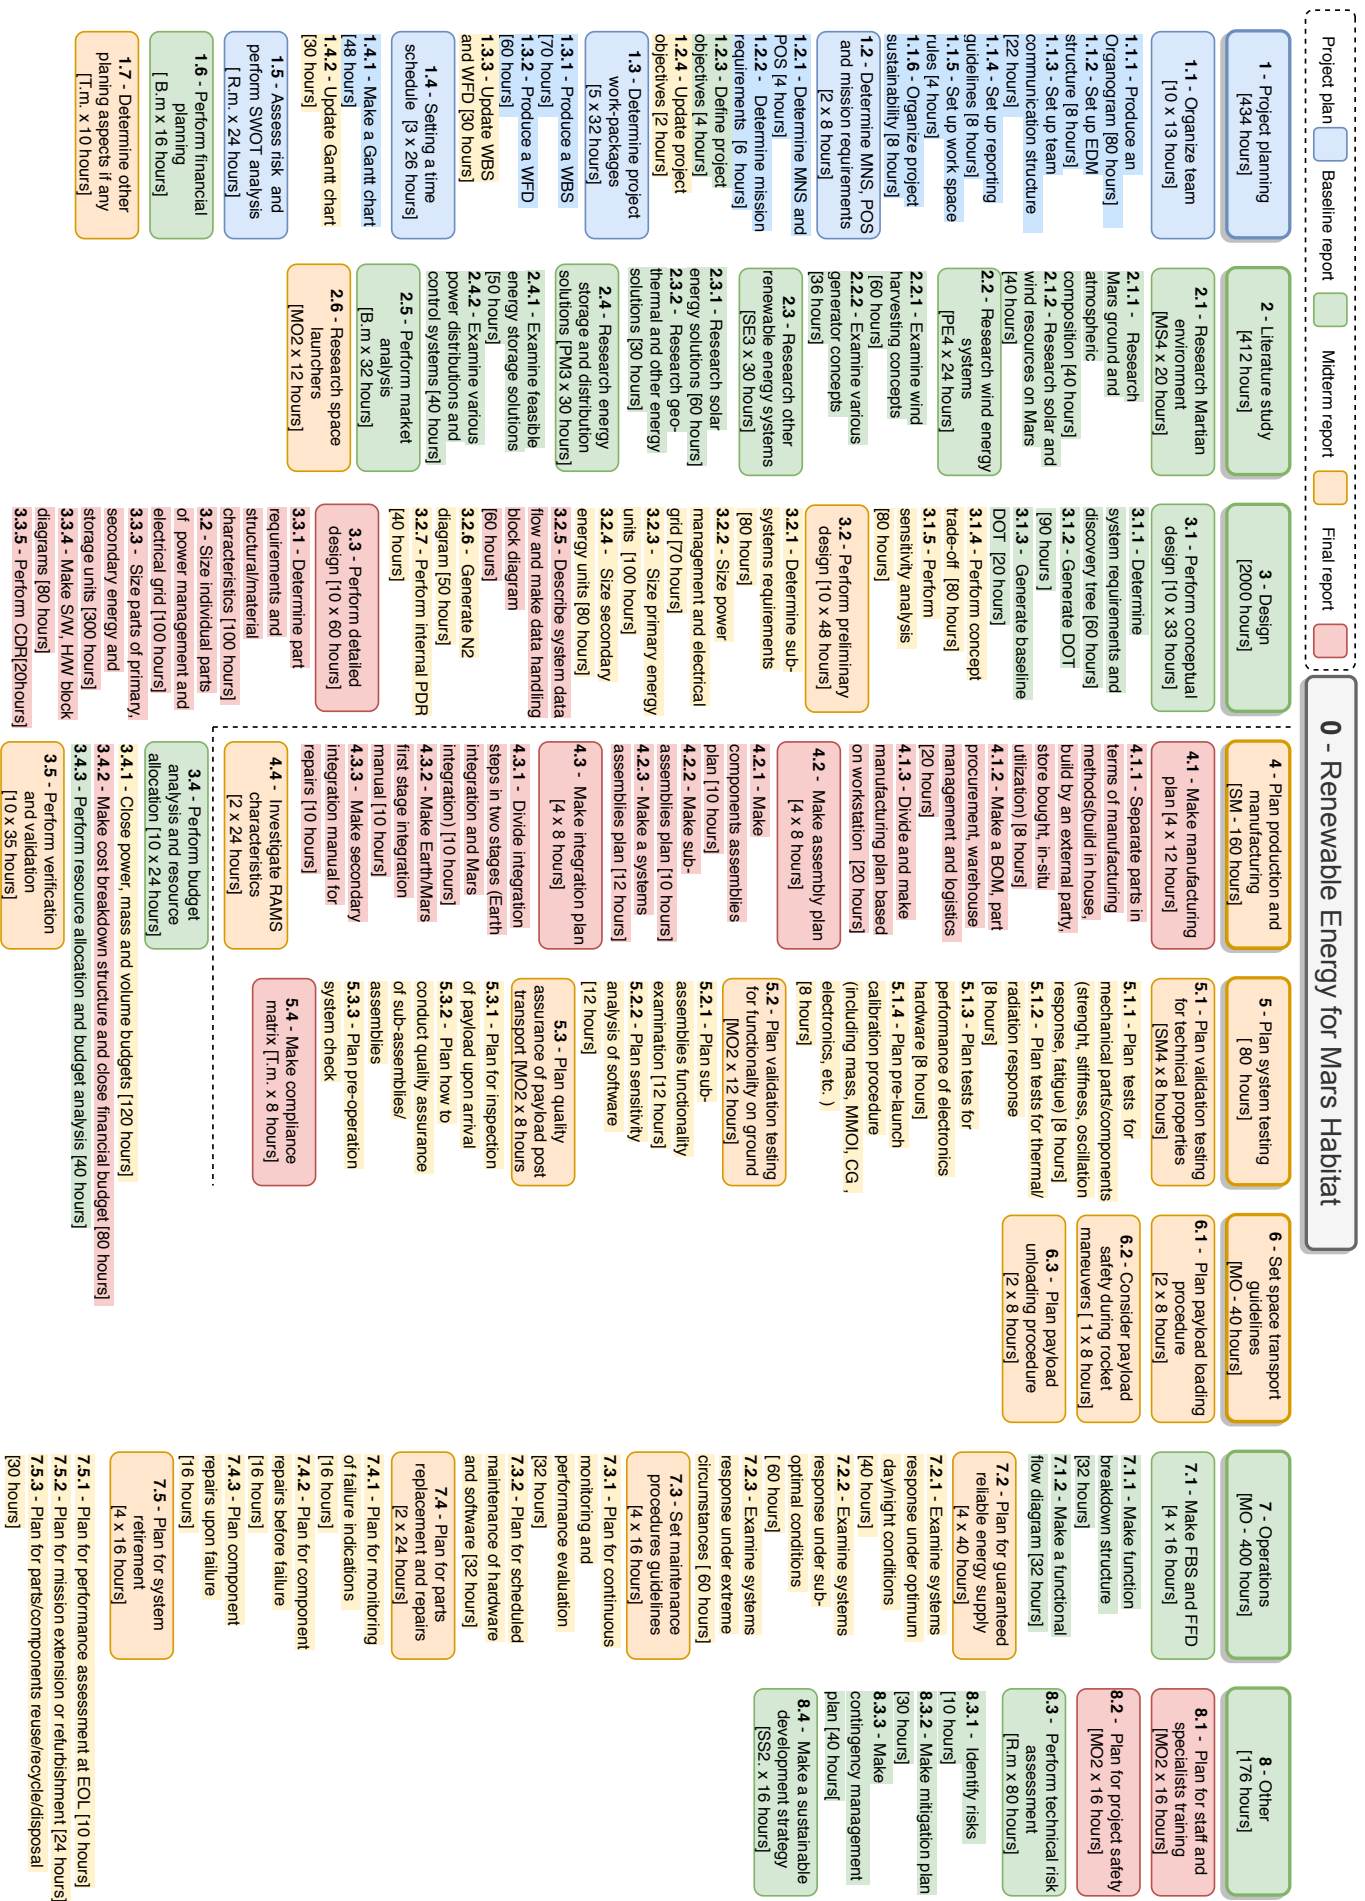 0 - Renewable Energy for Mars Habitat
Project plan
Baseline report
Midterm report
Final report
1 - Project planning
[434 hours]
1.1 - Organize team
[10 x 13 hours]
1.1.1 - Produce an
Organogram [80 hours]
1.1.2 - Set up EDM
structure [8 hours]
1.1.3 - Set up team
communication structure
[22 hours]
1.1.4 - Set up reporting
guidelines [8 hours]
1.1.5 - Set up work space
rules [4 hours]
1.1.6 - Organize project
sustainability [8 hours]
1.2 - Determine MNS, POS
and mission requirements
[2 x 8 hours]
1.2.1 - Determine MNS and
POS [4 hours]
1.2.2 - Determine mission
requirements [6 hours]
1.2.3 - Define project
objectives [4 hours]
1.2.4 - Update project
objectives [2 hours]
1.3 - Determine project
work-packages
[5 x 32 hours]
1.3.1 - Produce a WBS
[70 hours]
1.3.2 - Produce a WFD
[60 hours]
1.3.3 - Update WBS
and WFD [30 hours]
1.4 - Setting a time
schedule [3 x 26 hours]
1.4.1 - Make a Gantt chart
[48 hours]
1.4.2 - Update Gantt chart
[30 hours]
1.5 - Assess risk and
perform SWOT analysis
[ R.m. x 24 hours]
1.6 - Perform financial
planning
[ B.m x 16 hours]
1.7 - Determine other
planing aspects if any
[T.m. x 10 hours]
2 - Literature study
[412 hours]
2.1 - Research Martian
environment
[MS4 x 20 hours]
2.1.1 - Research
Mars ground and
atmospheric
composition [40 hours]
2.1.2 - Research solar and
wind resources on Mars
[40 hours]
2.2 - Research wind energy
systems
[PE4 x 24 hours]
2.2.1 - Examine wind
harvesting concepts
[60 hours]
2.2.2 - Examine various
generator concepts
[36 hours]
2.3 - Research other
renewable energy systems
[SE3 x 30 hours]
2.3.1 - Research solar
energy solutions [60 hours]
2.3.2 - Research geo-
thermal and other energy
solutions [30 hours]
2.4 - Research energy
storage and distribution
solutions [PM3 x 30 hours]
2.4.1 - Examine feasible
energy storage solutions
[50 hours]
2.4.2 - Examine various
power distributions and
control systems [40 hours]
2.5 - Perform market
analysis
[B.m x 32 hours]
2.6 - Research space
launchers
[MO2 x 12 hours]
3 - Design
[2000 hours]
3.1 - Perform conceptual
design [10 x 33 hours]
3.1.1 - Determine
system requirements and
discovery tree [60 hours]
3.1.2 - Generate DOT
[90 hours ]
3.1.3 - Generate baseline
DOT [20 hours]
3.1.4 - Perform concept
trade-off [80 hours]
3.1.5 - Perform
sensitivity analysis
[80 hours]
3.2 - Perform preliminary
design [10 x 48 hours]
3.2.1 - Determine sub-
systems requirements
[80 hours]
3.2.2 - Size power
management and electrical
grid [70 hours]
3.2.3 - Size primary energy
units [100 hours]
3.2.4 - Size secondary
energy units [80 hours]
3.2.5 - Describe system data
flow and make data handling
block diagram
[60 hours]
3.2.6 - Generate N2
diagram [50 hours]
3.2.7 - Perform internal PDR
[40 hours]
3.3 - Perform detailed
design [10 x 60 hours]
3.3.1 - Determine part
requirements and
structural/material
characteristics [100 hours]
3.2 - Size individual parts
of power management and
electrical grid [100 hours]
3.3.3 - Size parts of primary,
secondary energy and
storage units [300 hours]
3.3.4 - Make S/W, H/W block
diagrams [80 hours]
3.3.5 - Perform CDR[20hours]
3.4 - Perform budget
analysis and resource
allocation [10 x 24 hours]
3.4.1 - Close power, mass and volume budgets [120 hours]
3.4.2 - Make cost breakdown structure and close financial budget [80 hours]
3.4.3 - Perform resource allocation and budget analysis [40 hours]
3.5 - Perform verification
and validation
[10 x 35 hours]
4 - Plan production and
manufacturing
[SM - 160 hours]
4.1 - Make manufacturing
plan [4 x 12 hours]
4.1.1 - Separate parts in
terms of manufacturing
methods(build in house,
build by an external party,
store bought, in-situ
utilization) [8 hours]
4.1.2 - Make a BOM, part
procurement, warehouse
management and logistics
[20 hours]
4.1.3 - Divide and make
manufacturing plan based
on workstation [20 hours]
4.2 - Make assembly plan
[4 x 8 hours]
4.2.1 - Make
components assemblies
plan [10 hours]
4.2.2 - Make sub-
assemblies plan [10 hours]
4.2.3 - Make a systems
assemblies plan [12 hours]
4.3 - Make integration plan
[4 x 8 hours]
4.3.1 - Divide integration
steps in two stages (Earth
integration and Mars
integration) [10 hours]
4.3.2 - Make Earth/Mars
first stage integration
manual [10 hours]
4.3.3 - Make secondary
integration manual for
repairs [10 hours]
4.4 - Investigate RAMS
characteristics
[2 x 24 hours]
5 - Plan system testing
[ 80 hours]
5.1 - Plan validation testing
for technical properties
[SM4 x 8 hours]
5.1.1 - Plan tests for
mechanical parts/components
(strenght, stiffness, oscillation
response, fatigue) [8 hours]
5.1.2 - Plan tests for thermal/
radiation response
[8 hours]
5.1.3 - Plan tests for
performance of electronics
hardware [8 hours]
5.1.4 - Plan pre-launch
calibration procedure
(including mass, MMOI, CG ,
electronics, etc. )
[8 hours]
5.2 - Plan validation testing
for functionality on ground
[MO2 x 12 hours]
5.2.1 - Plan sub-
assemblies functionality
examination [12 hours]
5.2.2 - Plan sensitivity
analysis of software
[12 hours]
5.3 - Plan quality
assurance of payload post
transport [MO2 x 8 hours
5.3.1 - Plan for inspection
of payload upon arrival
5.3.2 - Plan how to
conduct quality assurance
of sub-assemblies/
assemblies
5.3.3 - Plan pre-operation
system check
5.4 - Make compliance
matrix [T.m. x 8 hours]
6 - Set space transport
guidelines
[MO - 40 hours]
6.1 - Plan payload loading
procedure
[2 x 8 hours]
6.2 - Consider payload
safety during rocket
maneuvers [ 1 x 8 hours]
6.3 - Plan payload
unloading procedure
[2 x 8 hours]
7 - Operations
[MO - 400 hours]
7.1 - Make FBS and FFD
[4 x 16 hours]
7.1.1 - Make function
breakdown structure
[32 hours]
7.1.2 - Make a functional
flow diagram [32 hours]
7.2 - Plan for guaranteed
reliable energy supply
[4 x 40 hours]
7.2.1 - Examine systems
response under optimum
day/night conditions
[40 hours]
7.2.2 - Examine systems
response under sub-
optimal conditions
[ 60 hours]
7.2.3 - Examine systems
response under extreme
circumstances [ 60 hours]
7.3 - Set maintenance
procedures guidelines
[4 x 16 hours]
7.3.1 - Plan for continuous
monitoring and
performance evaluation
[32 hours]
7.3.2 - Plan for scheduled
maintenance of hardware
and software [32 hours]
7.4 - Plan for parts
replacement and repairs
[2 x 24 hours]
7.4.1 - Plan for monitoring
of failure indications
[16 hours]
7.4.2 - Plan for component
repairs before failure
[16 hours]
7.4.3 - Plan component
repairs upon failure
[16 hours]
7.5 - Plan for system
retirement
[4 x 16 hours]
7.5.1 - Plan for performance assessment at EOL [10 hours]
7.5.2 - Plan for mission extension or refurbishment [24 hours]
7.5.3 - Plan for parts/components reuse/recycle/disposal
[30 hours]
8 - Other
[176 hours]
8.1 - Plan for staff and
specialists training
[MO2 x 16 hours]
8.2 - Plan for project safety
[MO2 x 16 hours]
8.3 - Perform technical risk
assessment
[R.m x 80 hours]
8.3.1 - Identify risks
[10 hours]
8.3.2 - Make mitigation plan
[30 hours]
8.3.3 - Make
contingency management
plan [40 hours[
8.4 - Make a sustainable
development strategy
[SS2. x 16 hours]